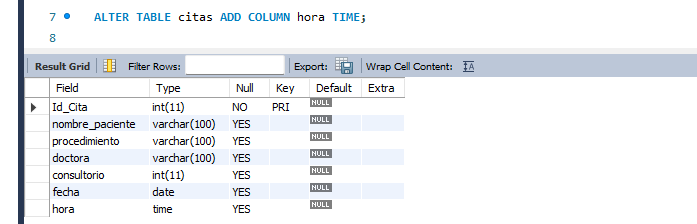 7 ALTER TABLE citas ADD COLUMN hora TIME;
8
Result Grid Filter Rows: Export: Wrap Cell Content:
Field Type Null Key Default Extra
Id_Cita int(11) NO PRI NULL
nombre_paciente varchar(100) YES NULL
procedimiento varchar(100) YES NULL
doctora varchar(100) YES NULL
consultorio int(11) YES NULL
fecha date YES NULL
hora time YES NULL